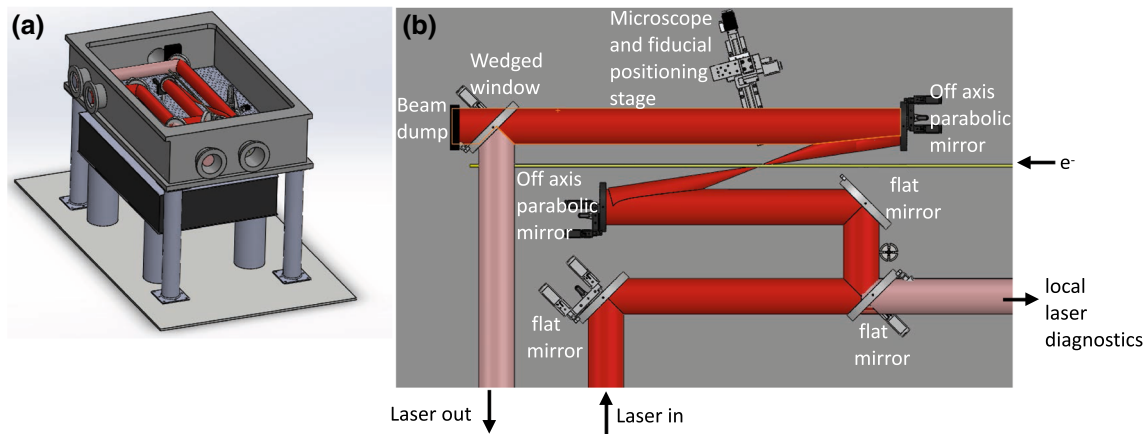 (a)
(b)
Microscope
and fiducial
positioning
stage
Wedged
window
Beam
dump
Off axis
parabolic
mirror
e-
Off axis
parabolic
mirror
flat
mirror
flat
mirror
flat
mirror
local
laser
diagnostics
Laser out
Laser in